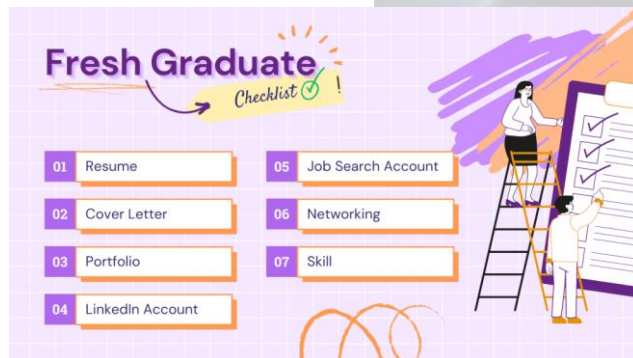 Fresh Graduate
Checklist !
01 Resume
02 Cover Letter
03 Portfolio
04 LinkedIn Account
05 Job Search Account
06 Networking
07 Skill